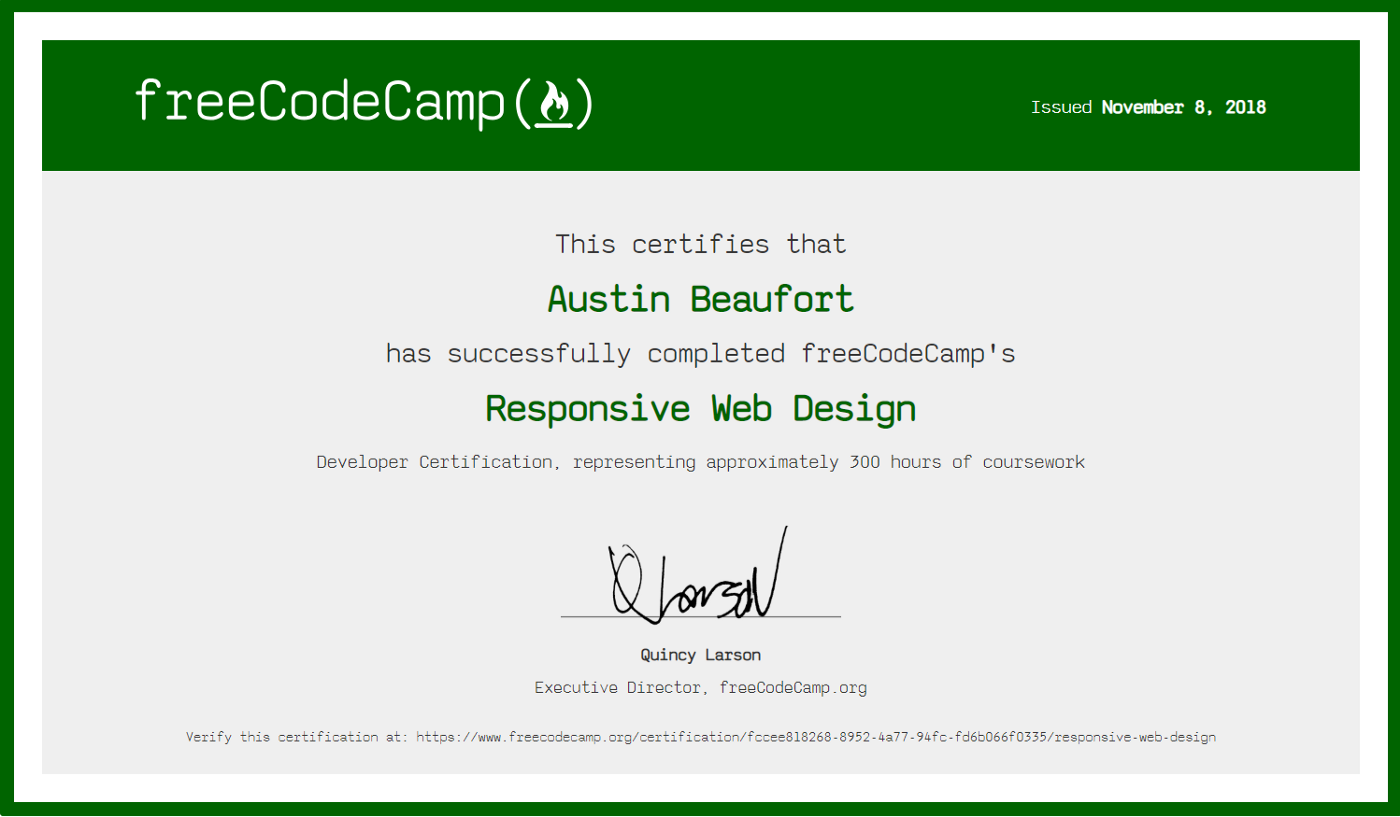 freeCodeCamp(🔥)
Issued November 8, 2018
This certifies that
Austin Beaufort
has successfully completed freeCodeCamp's
Responsive Web Design
Developer Certification, representing approximately 300 hours of coursework
Q Larson
Quincy Larson
Executive Director, freeCodeCamp.org
Verify this certification at: https://www.freecodecamp.org/certification/fccee818268-8952-4a77-94fc-fd6b066f0335/responsive-web-design